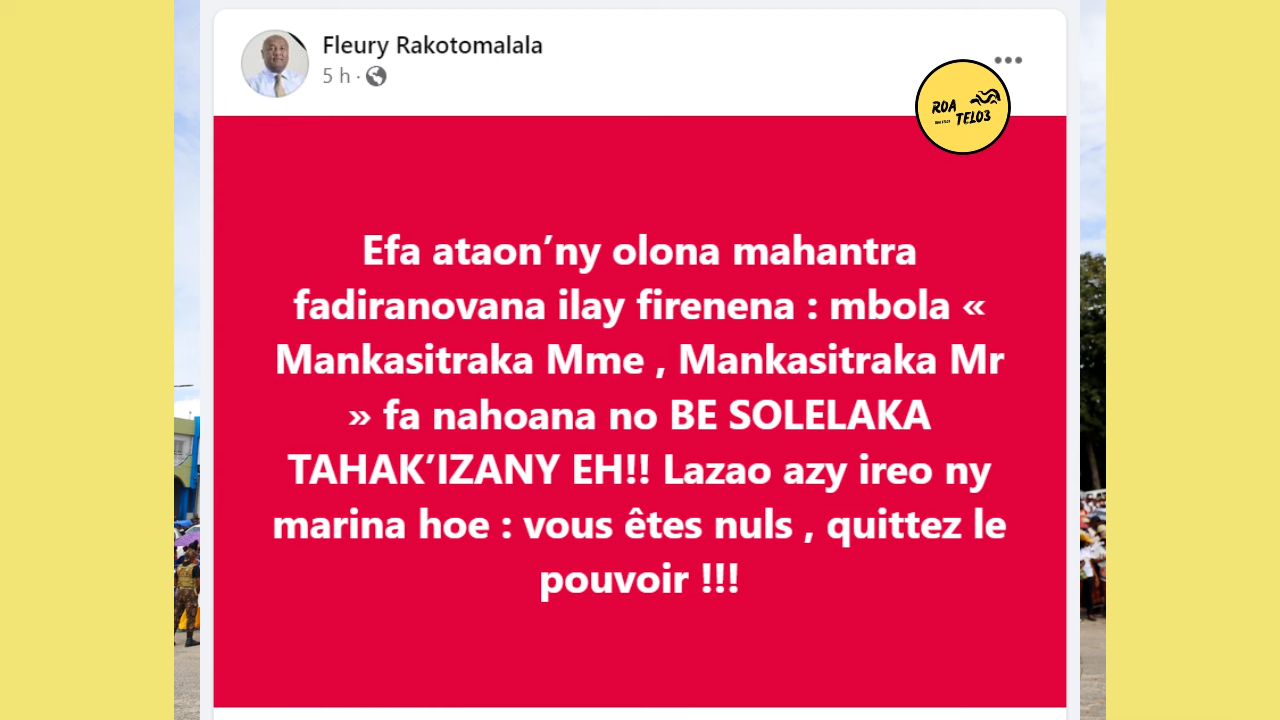 Fleury Rakotomalala
5 h ·
ROA
TELO3
Efa ataon’ny olona mahantra
fadiranovana ilay firenena : mbola «
Mankasitraka Mme , Mankasitraka Mr
» fa nahoana no BE SOLELAKA
TAHAK’IZANY EH!! Lazao azy ireo ny
marina hoe : vous êtes nuls , quittez le
pouvoir !!!